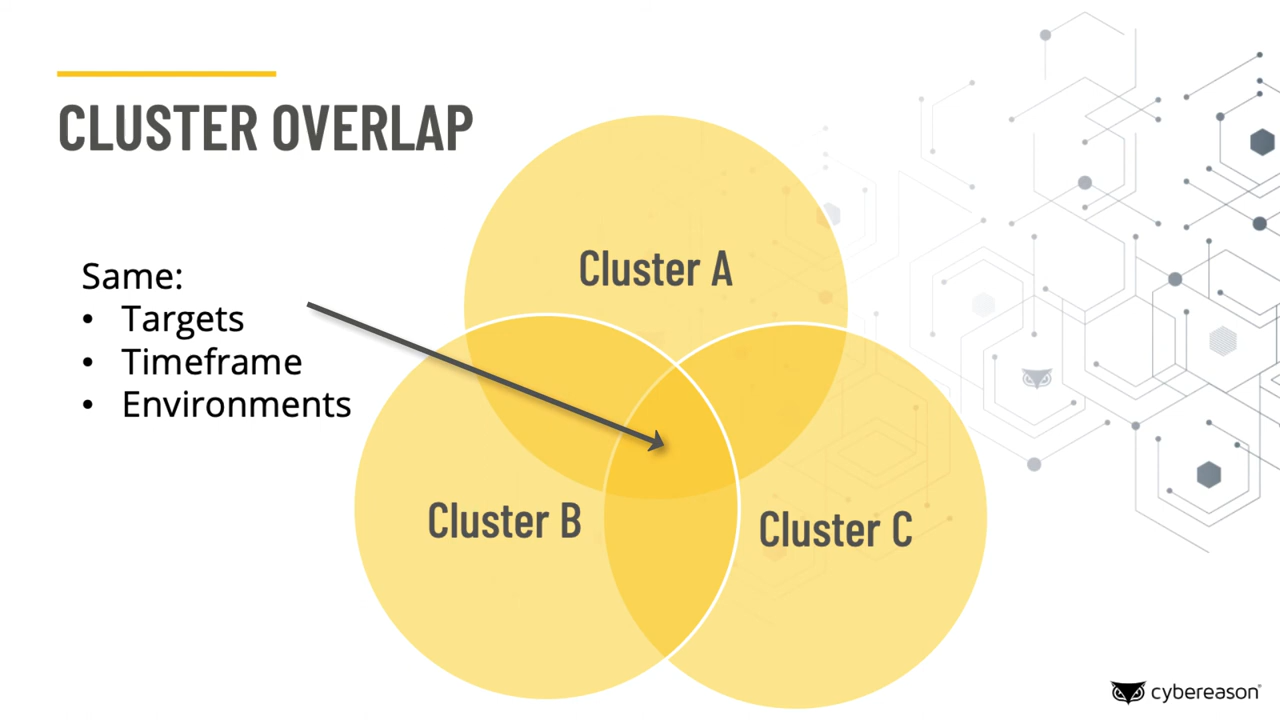 CLUSTER OVERLAP
Same:
• Targets
• Timeframe
• Environments
Cluster A
Cluster B
Cluster C
cybereason®